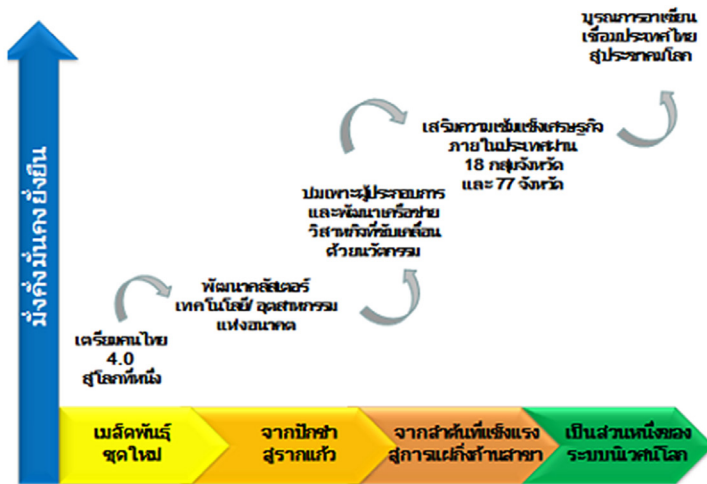 มั่งคั่ง มั่นคง ยั่งยืน
บูรณาการอาเซียน
เชื่อมประเทศไทย
สู่ประชาคมโลก
เสริมความเข้มแข็งเศรษฐกิจ
ภายในประเทศผ่าน
18 กลุ่มจังหวัด
และ 77 จังหวัด
บ่มเพาะผู้ประกอบการ
และพัฒนาเครือข่าย
วิสาหกิจที่ขับเคลื่อน
ด้วยนวัตกรรม
พัฒนาคลัสเตอร์
เทคโนโลยี/ อุตสาหกรรม
แห่งอนาคต
เตรียมคนไทย
4.0
สู่โลกที่หนึ่ง
เมล็ดพันธุ์
ชุดใหม่
จากปักชำ
สู่รากแก้ว
จากลำต้นที่แข็งแรง
สู่การแผ่กิ่งก้านสาขา
เป็นส่วนหนึ่งของ
ระบบนิเวศน์โลก